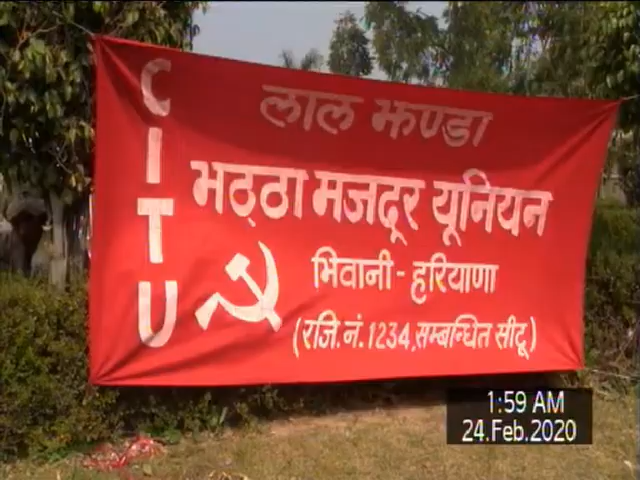 CITU
लाल झण्डा
भठ्ठा मजदूर यूनियन
भिवानी - हरियाणा
(रजि. नं. 1234, सम्बन्धित सीटू)
1:59 AM
24.Feb.2020